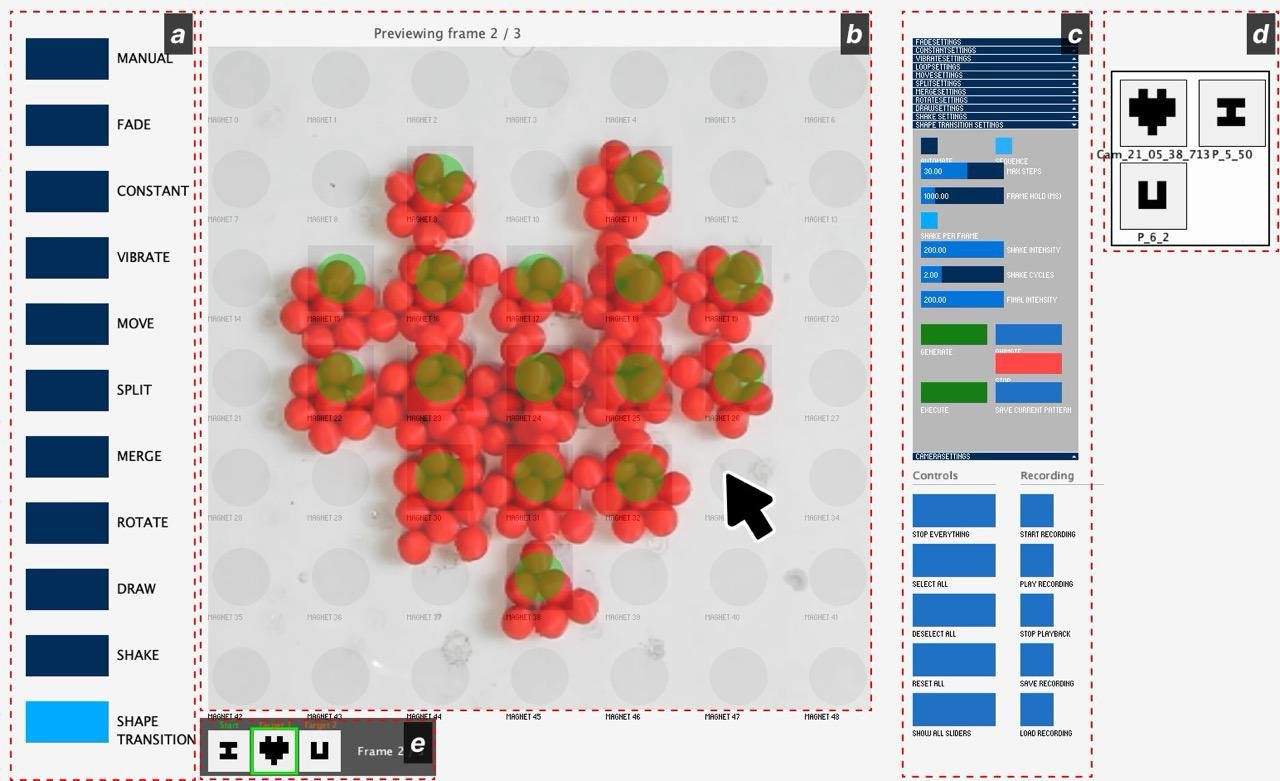 a
MANUAL
FADE
CONSTANT
VIBRATE
MOVE
SPLIT
MERGE
ROTATE
DRAW
SHAKE
SHAPE
TRANSITION
Previewing frame 2 / 3
b
MAGNET 0 MAGNET 1 MAGNET 2 MAGNET 3 MAGNET 4 MAGNET 5 MAGNET 6
MAGNET 7 MAGNET 8 MAGNET 9 MAGNET 10 MAGNET 11 MAGNET 12 MAGNET 13
MAGNET 14 MAGNET 15 MAGNET 16 MAGNET 17 MAGNET 18 MAGNET 19 MAGNET 20
MAGNET 21 MAGNET 22 MAGNET 23 MAGNET 24 MAGNET 25 MAGNET 26 MAGNET 27
MAGNET 28 MAGNET 29 MAGNET 30 MAGNET 31 MAGNET 32 MAGNET 34
MAGNET 35 MAGNET 36 MAGNET 37 MAGNET 38 MAGNET 39 MAGNET 40 MAGNET 41
MAGNET 42 MAGNET 43 MAGNET 44 MAGNET 45 MAGNET 46 MAGNET 47 MAGNET 48
Start Target 1 Target 2
Frame 2
e
c
FADESETTINGS
CONSTANTSETTINGS
VIBRATESETTINGS
LOOPSETTINGS
MOVESETTINGS
SPLITSETTINGS
MERGESETTINGS
ROTATESETTINGS
DRAWSETTINGS
SHAKE SETTINGS
SHAPE TRANSITION SETTINGS
AUTOMATE SEQUENCE
30.00 MAX STEPS
1000.00 FRAME HOLD (MS)
SHAKE PER FRAME
200.00 SHAKE INTENSITY
2.00 SHAKE CYCLES
200.00 FINAL INTENSITY
GENERATE ANIMATE
STOP
EXECUTE SAVE CURRENT PATTERN
CAMERASETTINGS
Controls Recording
STOP EVERYTHING START RECORDING
SELECT ALL PLAY RECORDING
DESELECT ALL STOP PLAYBACK
RESET ALL SAVE RECORDING
SHOW ALL SLIDERS LOAD RECORDING
d
Cam_21_05_38_713 P_5_50
P_6_2